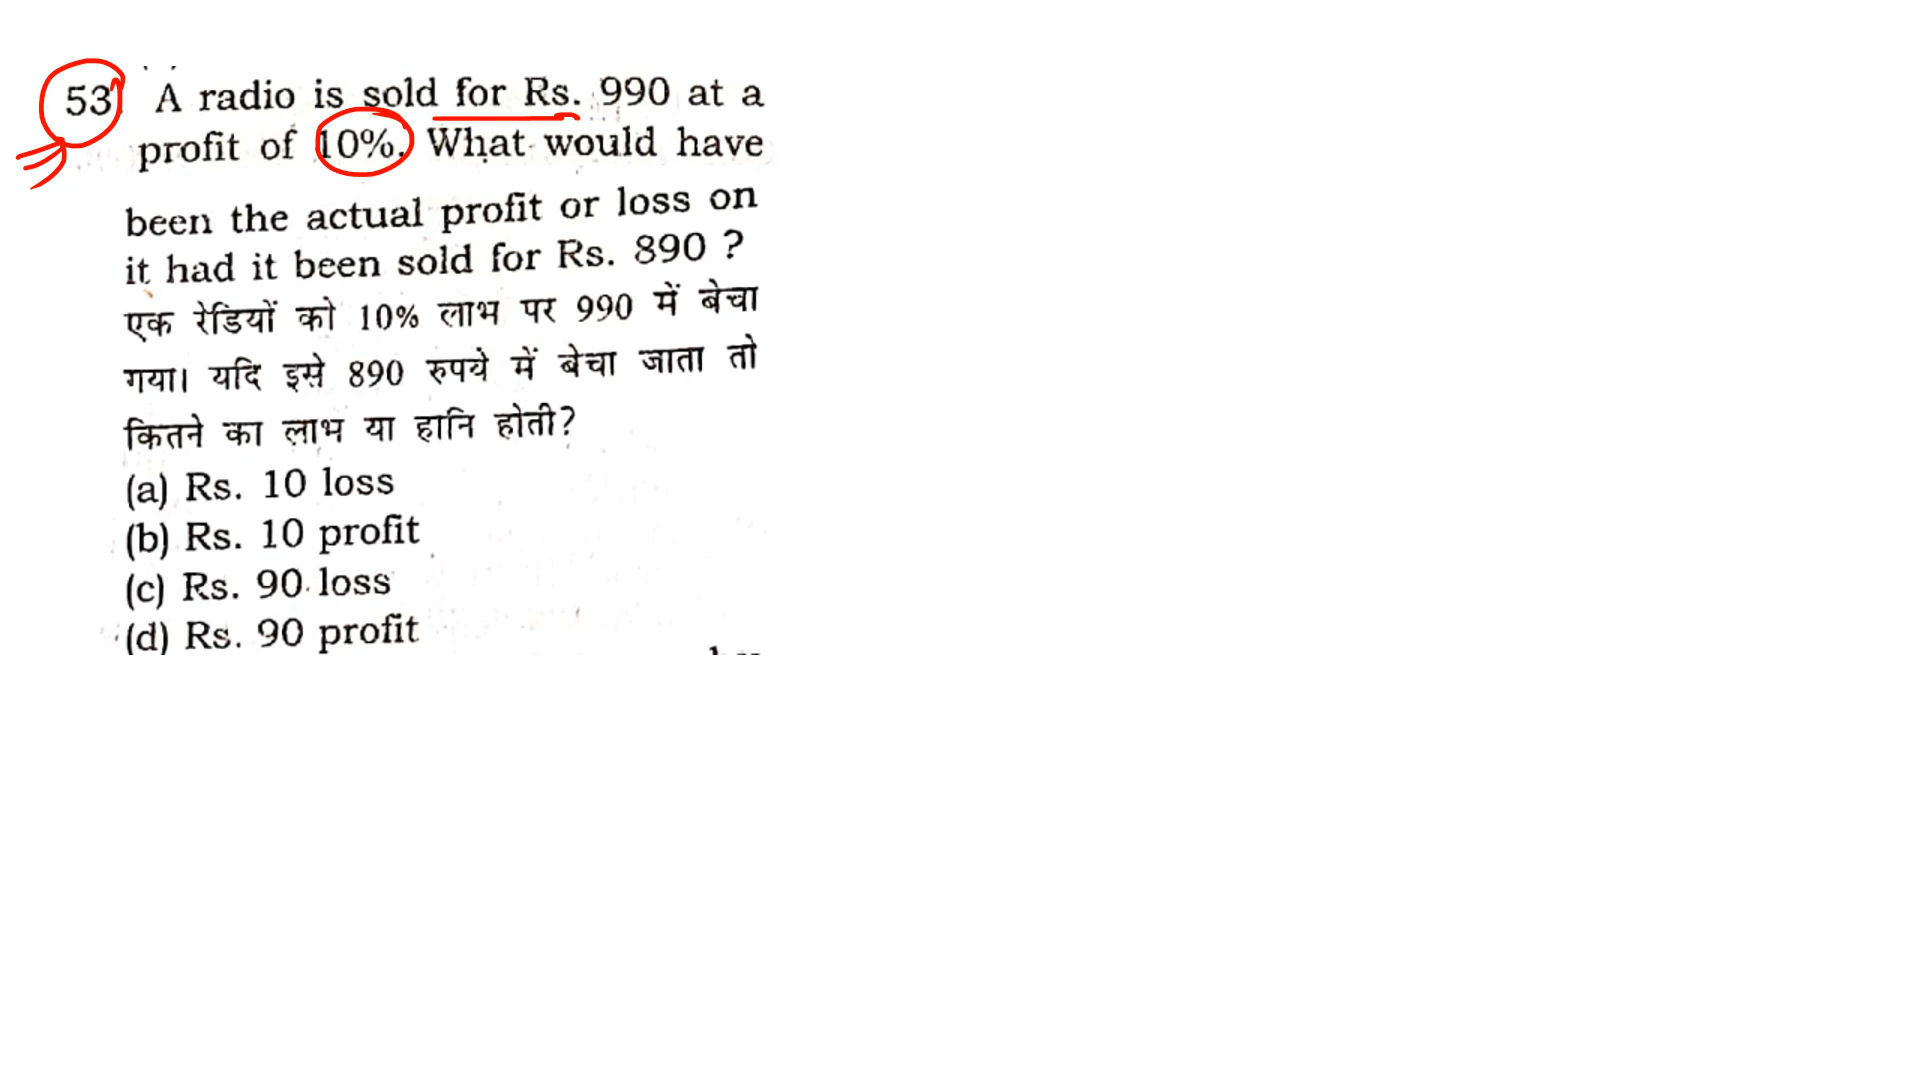 53. A radio is sold for Rs. 990 at a
profit of 10%. What would have
been the actual profit or loss on
it had it been sold for Rs. 890 ?
एक रेडियों को 10% लाभ पर 990 में बेचा
गया। यदि इसे 890 रुपये में बेचा जाता तो
कितने का लाभ या हानि होती?
(a) Rs. 10 loss
(b) Rs. 10 profit
(c) Rs. 90 loss
(d) Rs. 90 profit